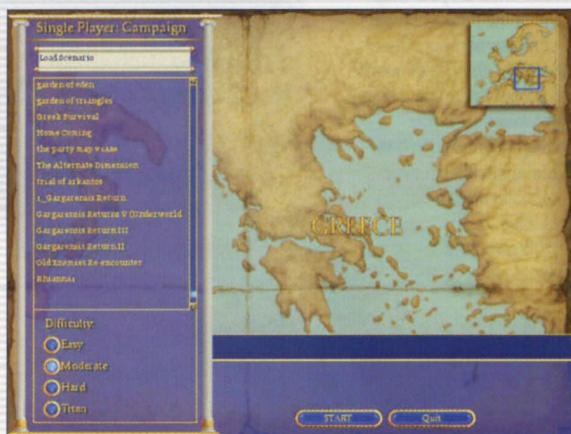 Single Player: Campaign
Load Scenario
garden of eden
garden of triangles
Greek Survival
Home Coming
the party map
The Alternate Dimension
trial of arkantos
1_Gargarensis Return
Gargarensis Returns V (Underworld
Gargarensis Return III
Gargarensis Return II
Old Enemies Re-encounter
Rhianna1
GREECE
Difficulty:
Easy
Moderate
Hard
Titan
START
Quit